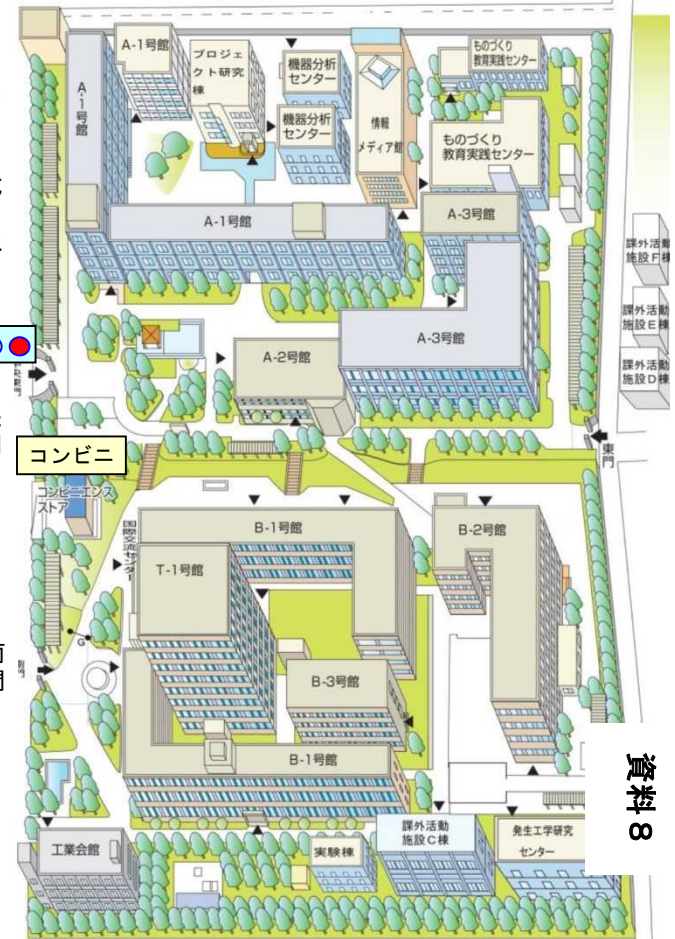 A-1号館
プロジェ
クト研究
棟
機器分析
センター
機器分析
センター
情報
メディア館
ものづくり
教育実践センター
ものづくり
教育実践センター
A-1号館
A-1号館
A-3号館
課外活動
施設F棟
課外活動
施設E棟
課外活動
施設D棟
A-2号館
A-3号館
東門
コンビニ
コンビニエンス
ストア
国際交流センター
B-1号館
B-2号館
T-1号館
G
B-3号館
B-1号館
資料8
工業会館
実験棟
課外活動
施設C棟
発生工学研究
センター